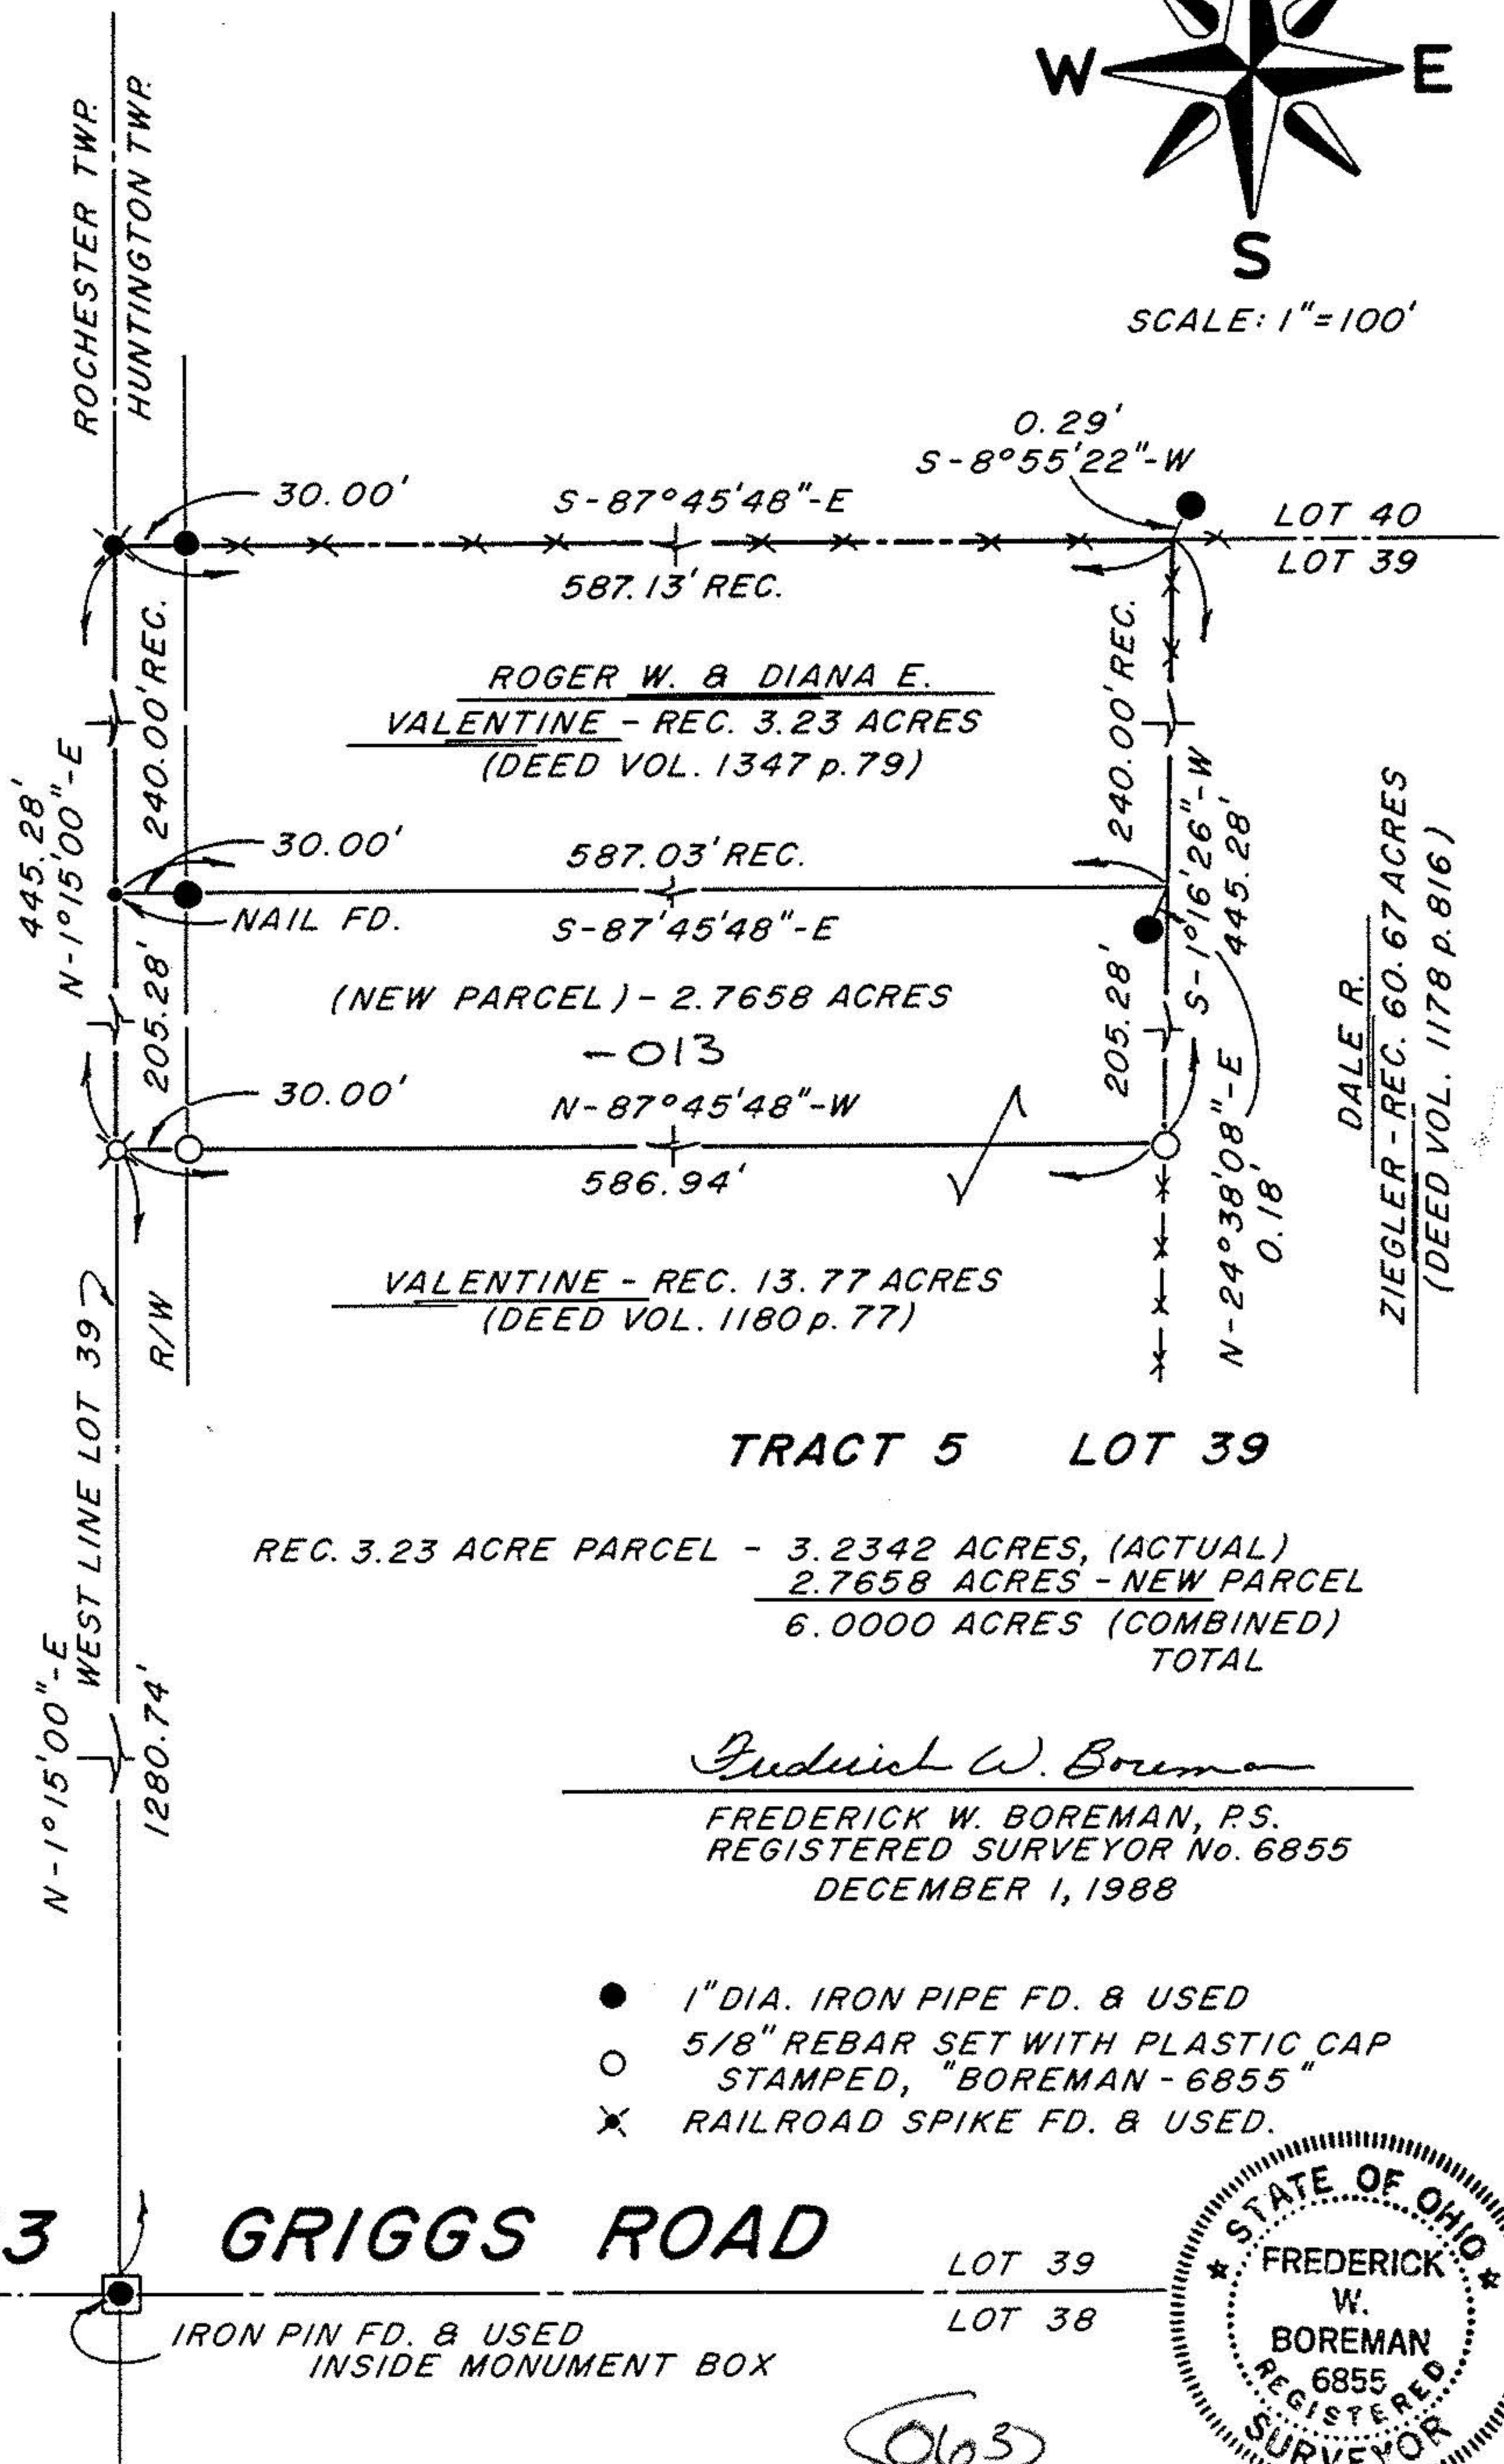 W E
S
SCALE: 1"=100'
ROCHESTER TWP.
HUNTINGTON TWP.
0.29'
S-8°55'22"-W
30.00'
S-87°45'48"-E
LOT 40
LOT 39
587.13' REC.
240.00' REC.
240.00' REC.
ROGER W. & DIANA E.
VALENTINE - REC. 3.23 ACRES
(DEED VOL. 1347 p. 79)
445.28'
N-1°15'00"-E
S-1°16'26"-W
445.28'
30.00'
587.03' REC.
NAIL FD.
S-87'45'48"-E
205.28'
205.28'
(NEW PARCEL) - 2.7658 ACRES
-013
30.00'
N-87°45'48"-W
586.94'
N-24°38'08"-E
0.18'
DALE R.
ZIEGLER - REC. 60.67 ACRES
(DEED VOL. 1178 p. 816)
VALENTINE - REC. 13.77 ACRES
(DEED VOL. 1180 p. 77)
WEST LINE LOT 39
R/W
TRACT 5 LOT 39
REC. 3.23 ACRE PARCEL - 3.2342 ACRES, (ACTUAL)
2.7658 ACRES - NEW PARCEL
6.0000 ACRES (COMBINED)
TOTAL
N-1°15'00"-E
1280.74'
Frederick W. Boreman
FREDERICK W. BOREMAN, P.S.
REGISTERED SURVEYOR No. 6855
DECEMBER 1, 1988
1" DIA. IRON PIPE FD. & USED
5/8" REBAR SET WITH PLASTIC CAP
STAMPED, "BOREMAN - 6855"
RAILROAD SPIKE FD. & USED.
3 GRIGGS ROAD
LOT 39
LOT 38
IRON PIN FD. & USED
INSIDE MONUMENT BOX
STATE OF OHIO
FREDERICK
W.
BOREMAN
6855
REGISTERED
SURVEYOR
063